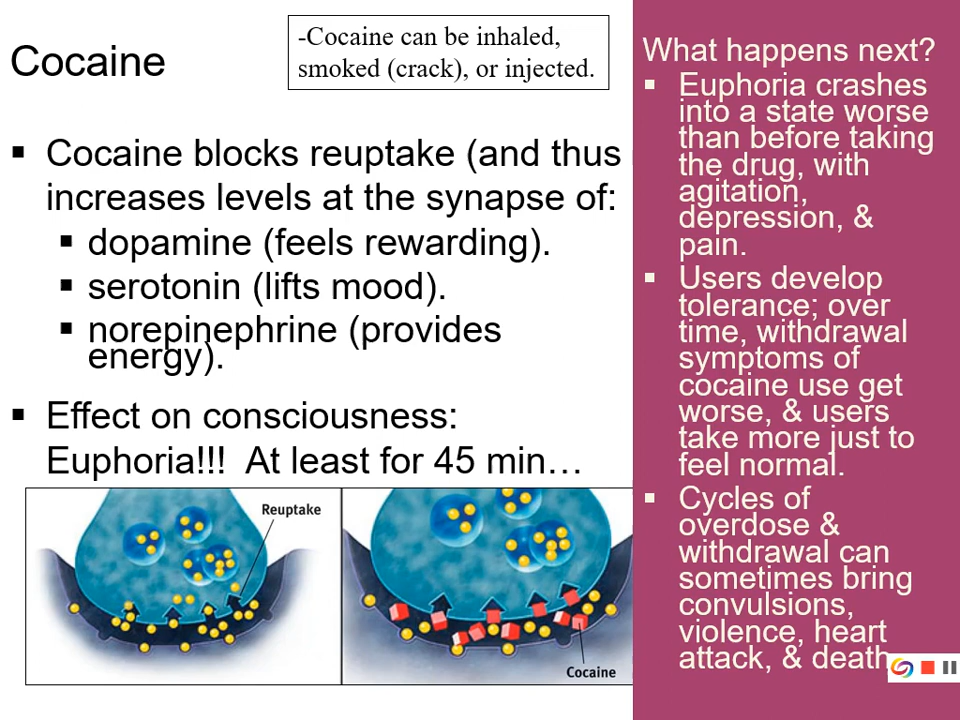 Cocaine
-Cocaine can be inhaled,
smoked (crack), or injected.
▪ Cocaine blocks reuptake (and thus
increases levels at the synapse of:
▪ dopamine (feels rewarding).
▪ serotonin (lifts mood).
▪ norepinephrine (provides
energy).
▪ Effect on consciousness:
Euphoria!!! At least for 45 min…
Reuptake
Cocaine
What happens next?
▪ Euphoria crashes
into a state worse
than before taking
the drug, with
agitation,
depression, &
pain.
▪ Users develop
tolerance; over
time, withdrawal
symptoms of
cocaine use get
worse, & users
take more just to
feel normal.
▪ Cycles of
overdose &
withdrawal can
sometimes bring
convulsions,
violence, heart
attack, & death